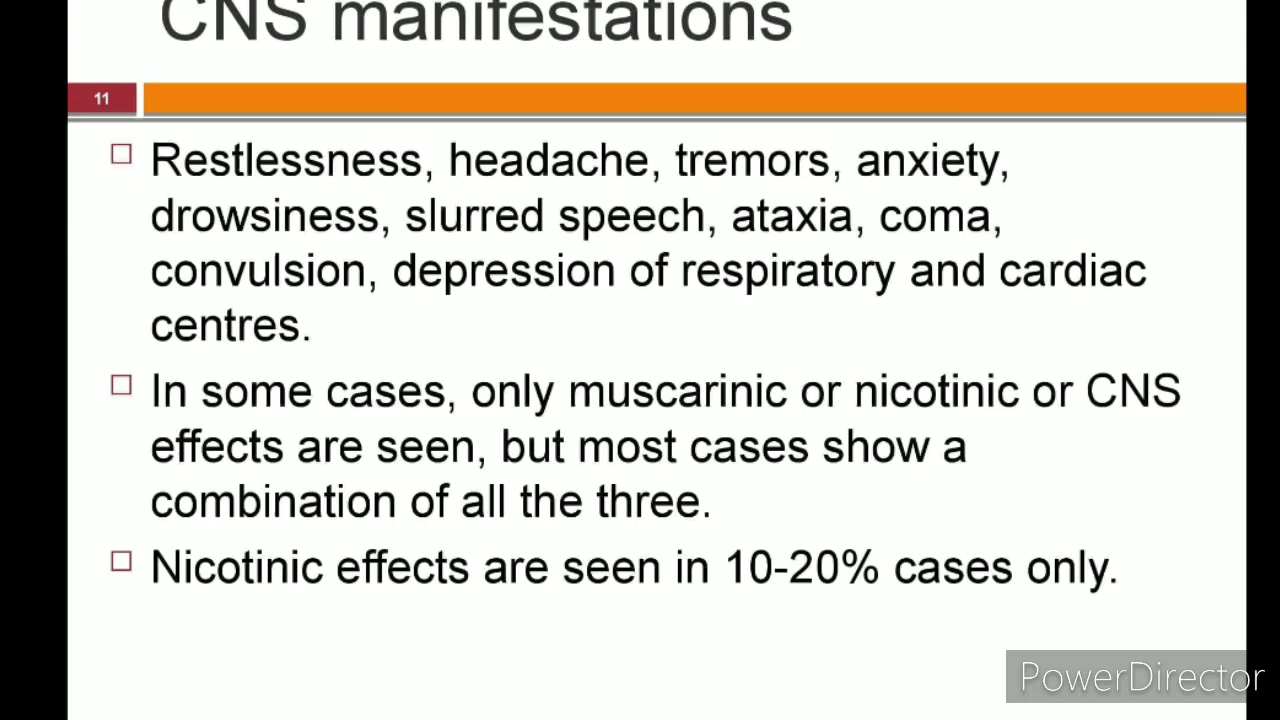 CNS manifestations
11
Restlessness, headache, tremors, anxiety,
drowsiness, slurred speech, ataxia, coma,
convulsion, depression of respiratory and cardiac
centres.
In some cases, only muscarinic or nicotinic or CNS
effects are seen, but most cases show a
combination of all the three.
Nicotinic effects are seen in 10-20% cases only.
PowerDirector